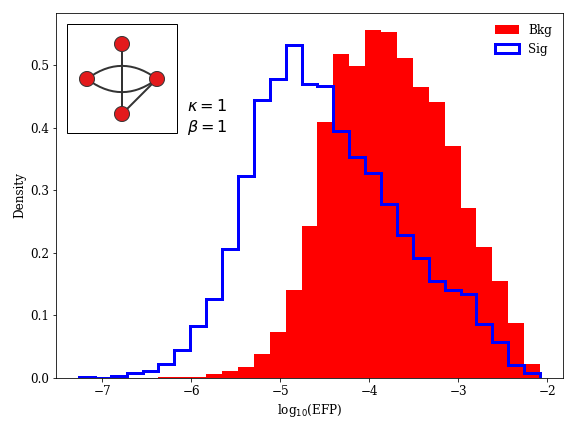 Bkg
Sig
κ = 1
β = 1
Density
0.5
0.4
0.3
0.2
0.1
0.0
−7 −6 −5 −4 −3 −2
log₁₀(EFP)